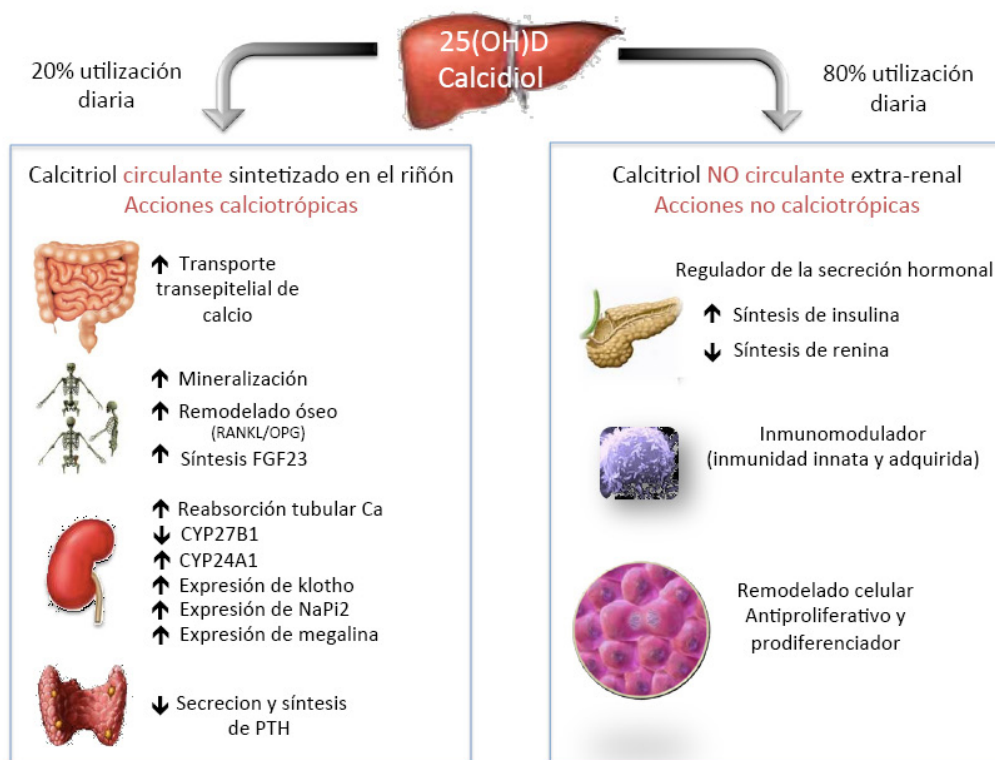 25(OH)D
Calcidiol
20% utilización
diaria
80% utilización
diaria
Calcitriol circulante sintetizado en el riñón
Acciones calciotrópicas
↑ Transporte
transepitelial de
calcio
↑ Mineralización
↑ Remodelado óseo
(RANKL/OPG)
↑ Síntesis FGF23
↑ Reabsorción tubular Ca
↓ CYP27B1
↑ CYP24A1
↑ Expresión de klotho
↑ Expresión de NaPi2
↑ Expresión de megalina
↓ Secrecion y síntesis
de PTH
Calcitriol NO circulante extra-renal
Acciones no calciotrópicas
Regulador de la secreción hormonal
↑ Síntesis de insulina
↓ Síntesis de renina
Inmunomodulador
(inmunidad innata y adquirida)
Remodelado celular
Antiproliferativo y
prodiferenciador